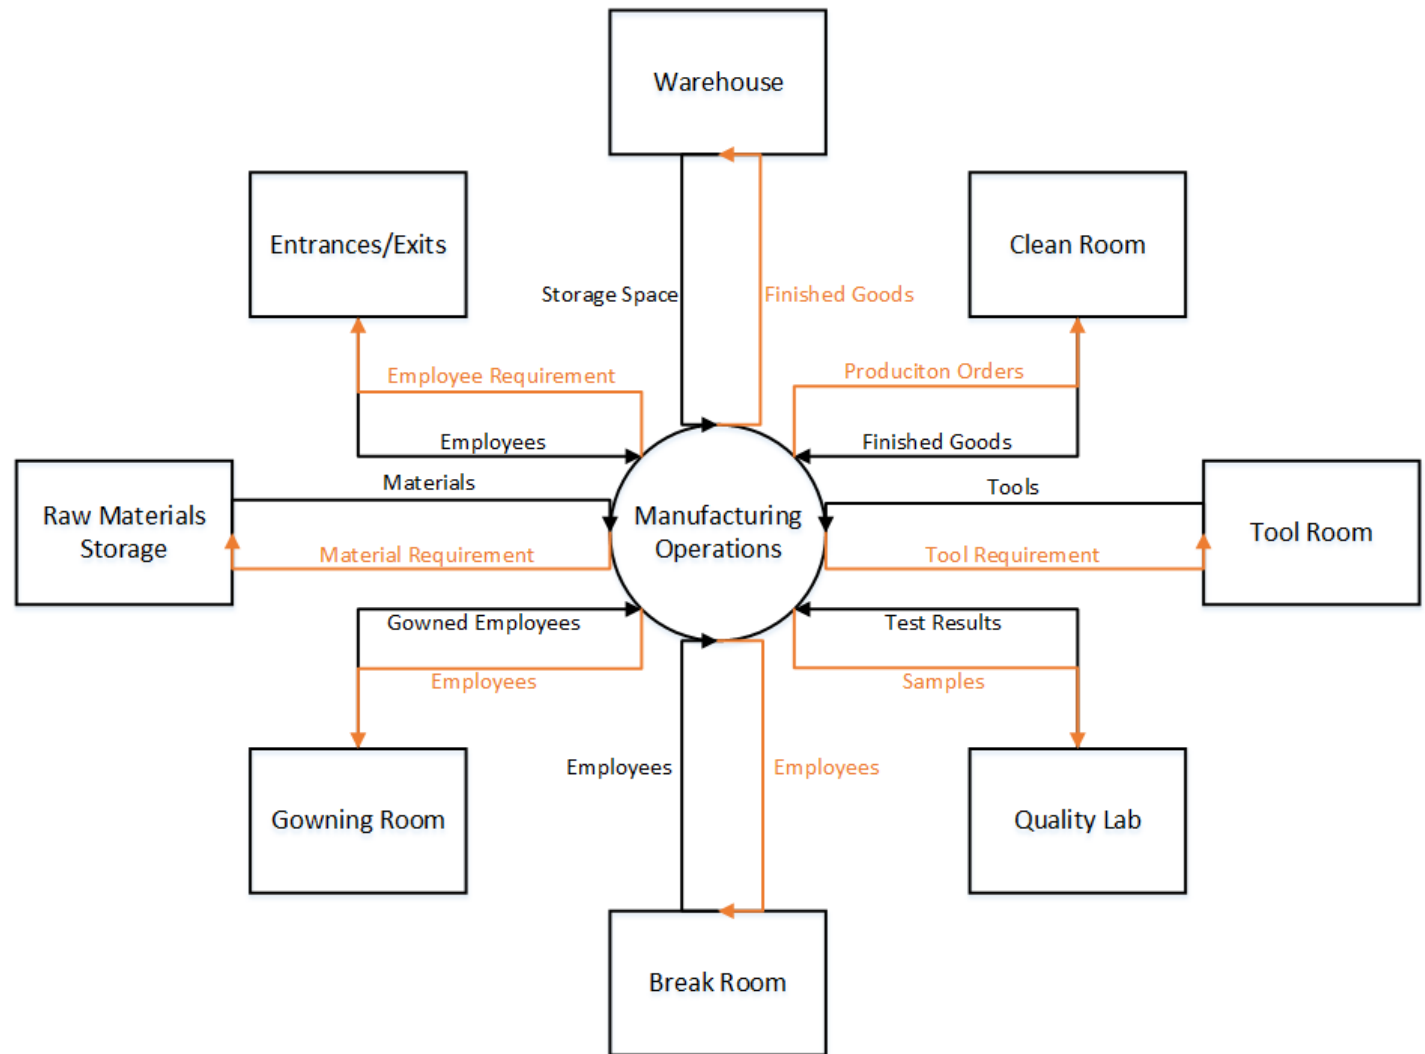 Warehouse
Entrances/Exits
Clean Room
Storage Space
Finished Goods
Employee Requirement
Produciton Orders
Employees
Finished Goods
Materials
Tools
Raw Materials
Storage
Manufacturing
Operations
Tool Room
Material Requirement
Tool Requirement
Gowned Employees
Test Results
Employees
Samples
Employees
Employees
Gowning Room
Quality Lab
Break Room